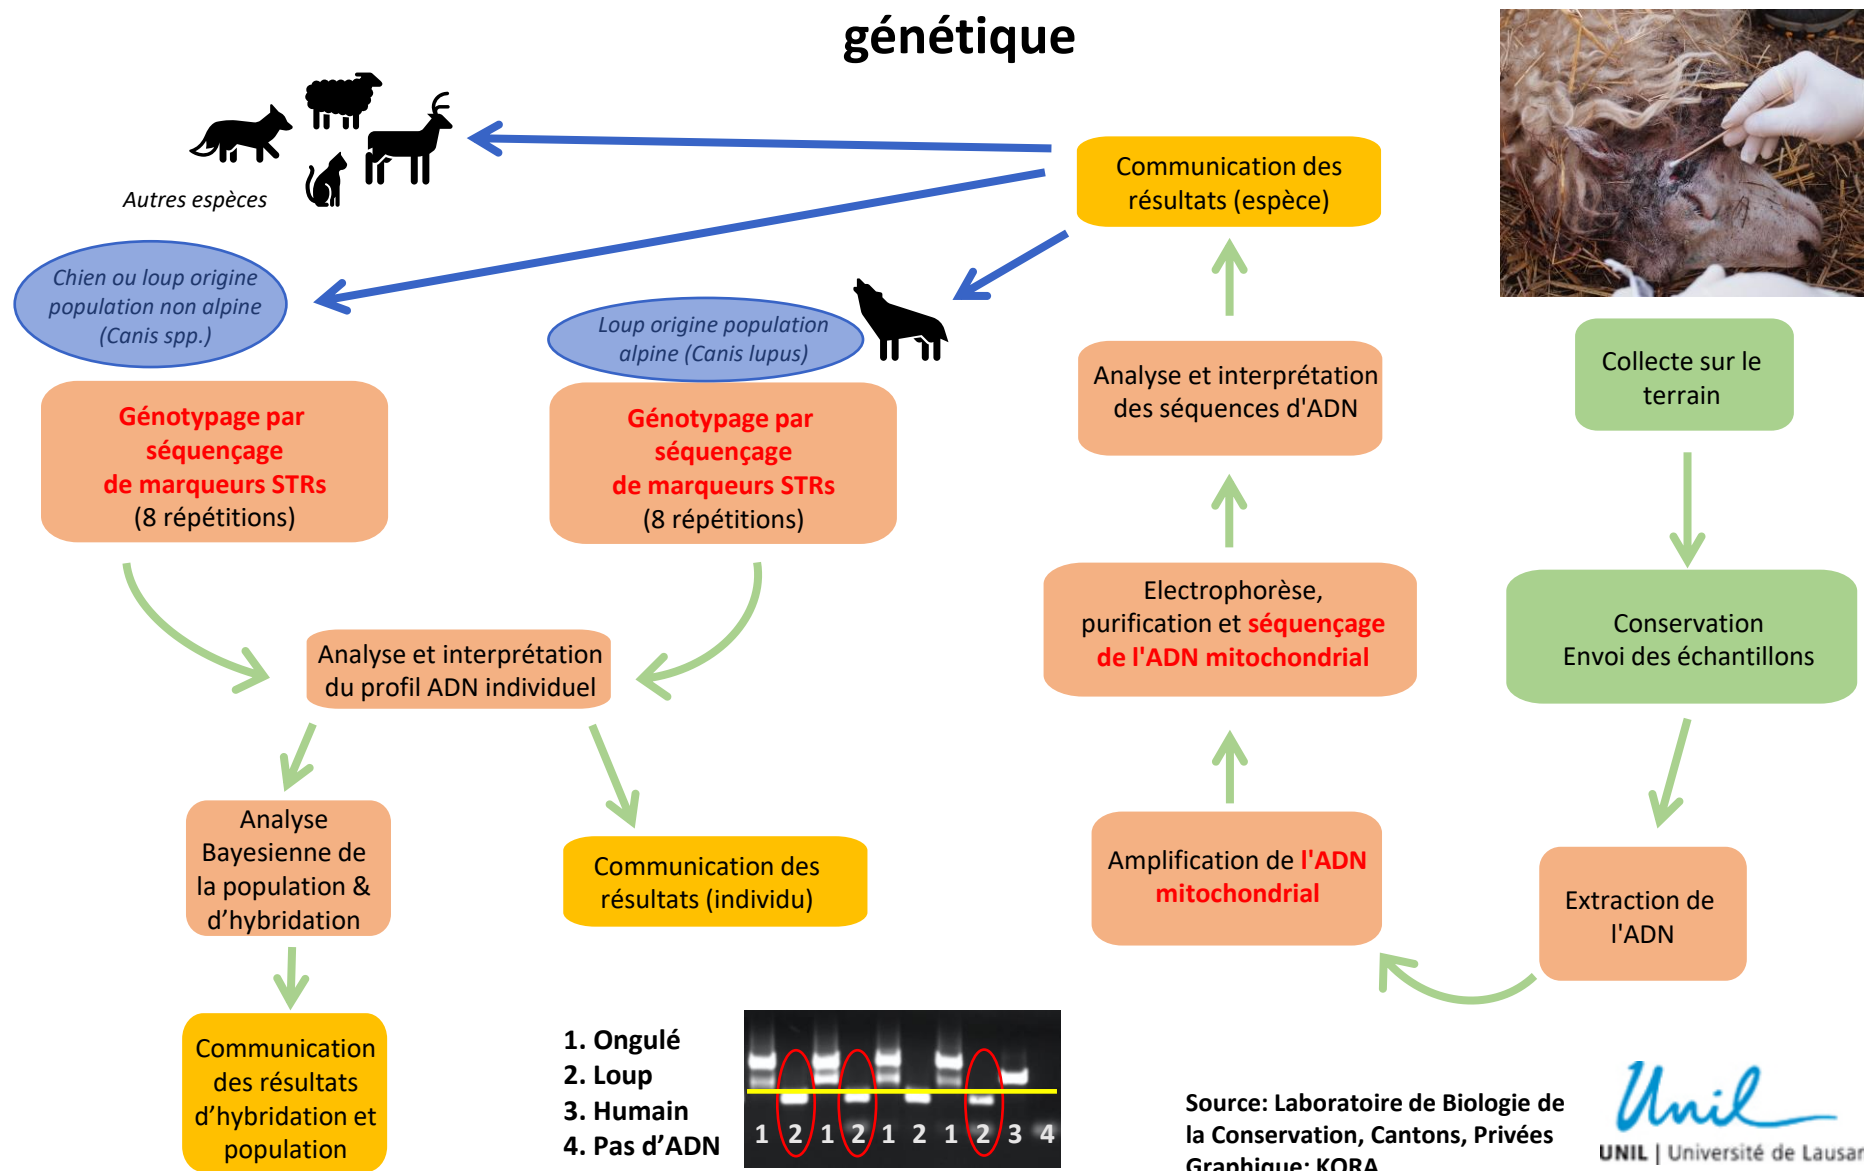 génétique
Autres espèces
Communication des
résultats (espèce)
Chien ou loup origine
population non alpine
(Canis spp.)
Loup origine population
alpine (Canis lupus)
Génotypage par
séquençage
de marqueurs STRs
(8 répétitions)
Génotypage par
séquençage
de marqueurs STRs
(8 répétitions)
Analyse et interprétation
des séquences d'ADN
Collecte sur le
terrain
Electrophorèse,
purification et séquençage
de l'ADN mitochondrial
Conservation
Envoi des échantillons
Analyse et interprétation
du profil ADN individuel
Analyse
Bayesienne de
la population &
d’hybridation
Communication des
résultats (individu)
Amplification de l'ADN
mitochondrial
Extraction de
l'ADN
Communication
des résultats
d’hybridation et
population
1. Ongulé
2. Loup
3. Humain
4. Pas d’ADN
1 2 1 2 1 2 1 2 3 4
Source: Laboratoire de Biologie de
la Conservation, Cantons, Privées
Graphique: KORA
Unil
UNIL | Université de Lausan